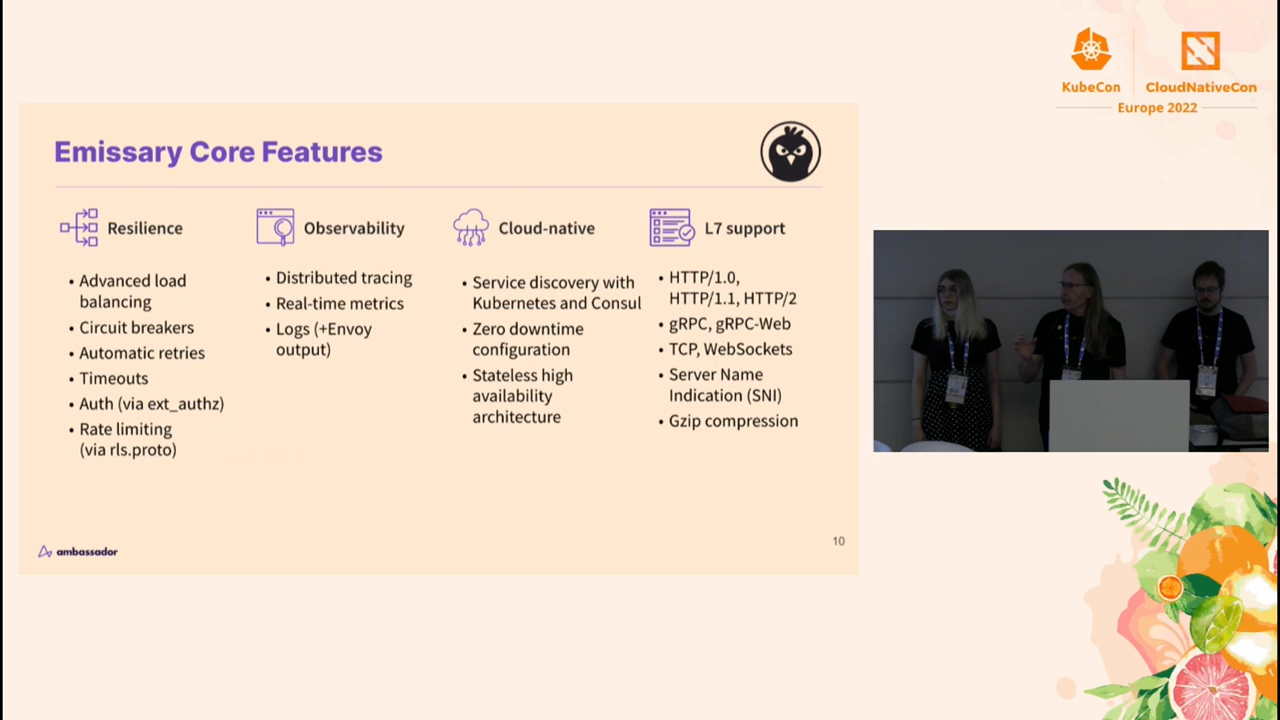 KubeCon
CloudNativeCon
Europe 2022
Emissary Core Features
Resilience
• Advanced load
balancing
• Circuit breakers
• Automatic retries
• Timeouts
• Auth (via ext_authz)
• Rate limiting
(via rls.proto)
Observability
• Distributed tracing
• Real-time metrics
• Logs (+Envoy
output)
Cloud-native
• Service discovery with
Kubernetes and Consul
• Zero downtime
configuration
• Stateless high
availability
architecture
L7 support
• HTTP/1.0,
HTTP/1.1, HTTP/2
• gRPC, gRPC-Web
• TCP, WebSockets
• Server Name
Indication (SNI)
• Gzip compression
ambassador
10